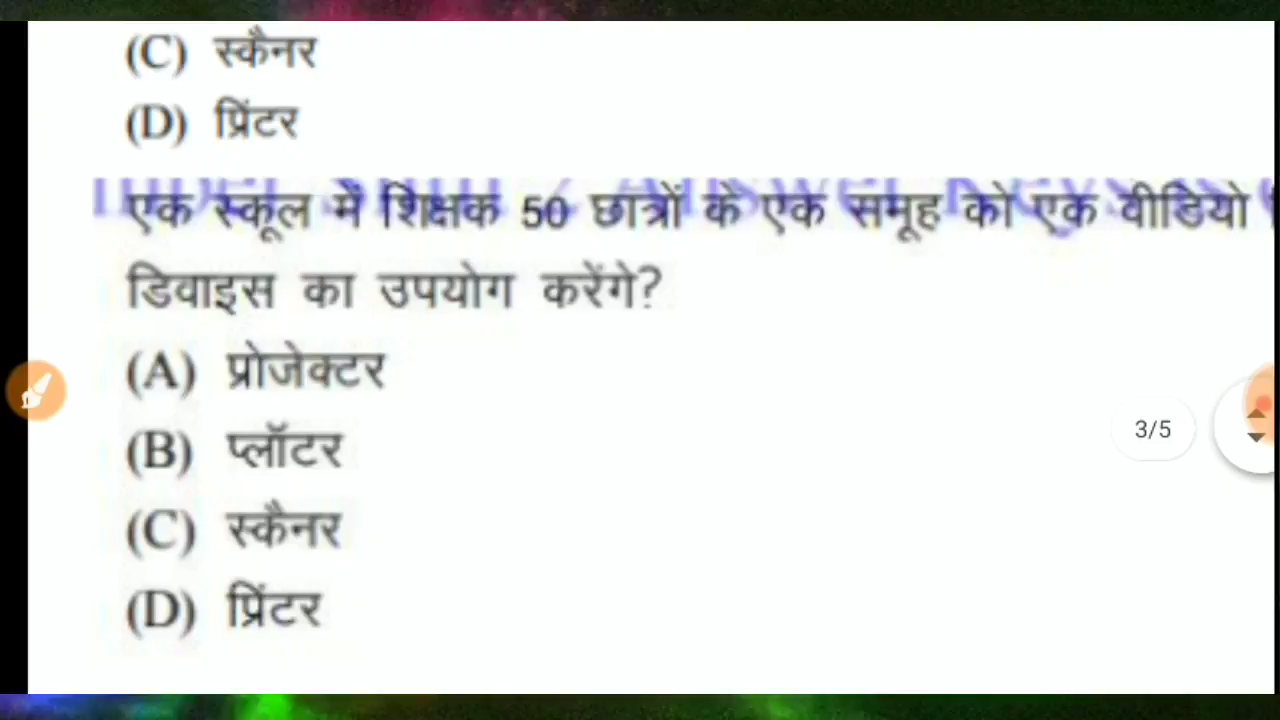 (C) स्कैनर
(D) प्रिंटर
एक स्कूल में शिक्षक 50 छात्रों के एक समूह को एक वीडियो
डिवाइस का उपयोग करेंगे?
(A) प्रोजेक्टर
(B) प्लॉटर
(C) स्कैनर
(D) प्रिंटर
3/5